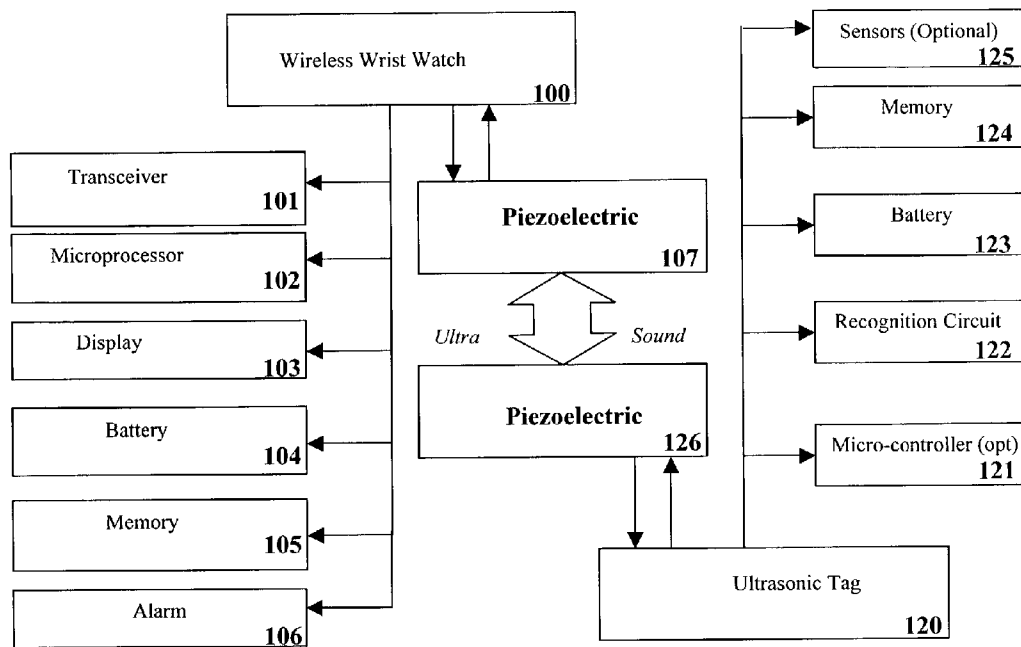 Wireless Wrist Watch
100
Transceiver
101
Microprocessor
102
Display
103
Battery
104
Memory
105
Alarm
106
Piezoelectric
107
Ultra Sound
Piezoelectric
126
Sensors (Optional)
125
Memory
124
Battery
123
Recognition Circuit
122
Micro-controller (opt)
121
Ultrasonic Tag
120